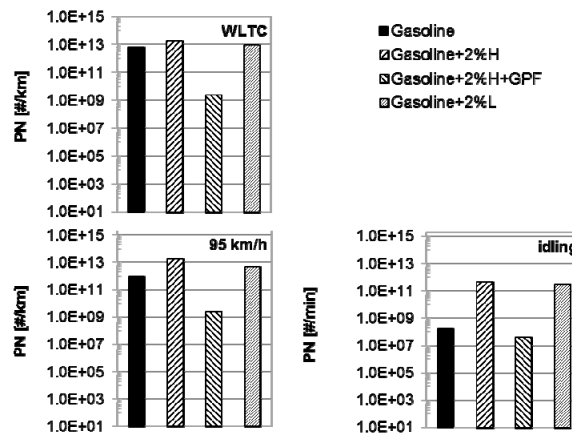 WLTC
PN [#/km]
1.0E+15
1.0E+13
1.0E+11
1.0E+09
1.0E+07
1.0E+05
1.0E+03
1.0E+01
Gasoline
Gasoline+2%H
Gasoline+2%H+GPF
Gasoline+2%L
95 km/h
PN [#/km]
1.0E+15
1.0E+13
1.0E+11
1.0E+09
1.0E+07
1.0E+05
1.0E+03
1.0E+01
idling
PN [#/min]
1.0E+15
1.0E+13
1.0E+11
1.0E+09
1.0E+07
1.0E+05
1.0E+03
1.0E+01